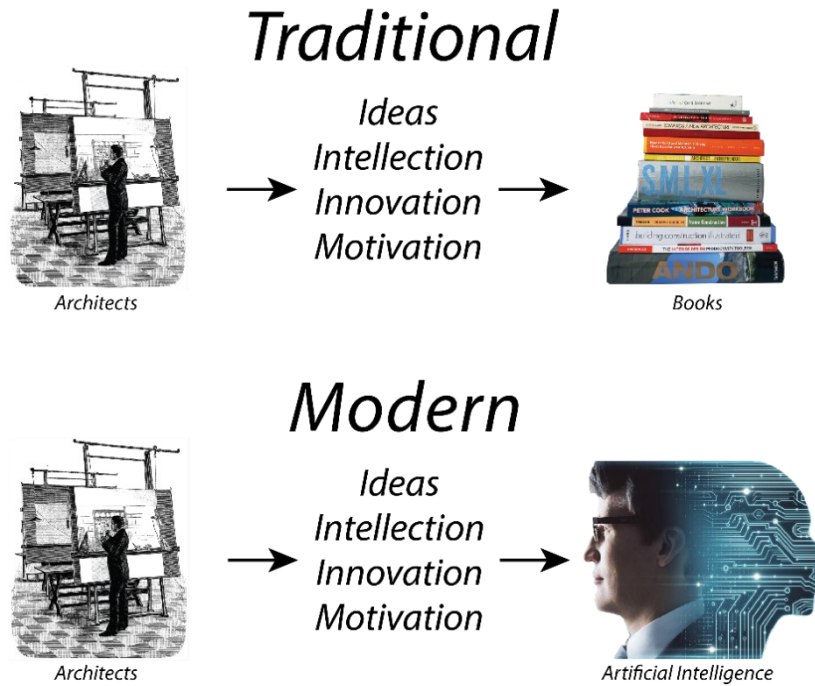 Traditional
Ideas
Intellection
Innovation
Motivation
S,M,L,XL
PETER COOK
ARCHITECTURE WORKBOOK
building construction illustrated
ANDO
Architects
Books
Modern
Ideas
Intellection
Innovation
Motivation
Architects
Artificial Intelligence